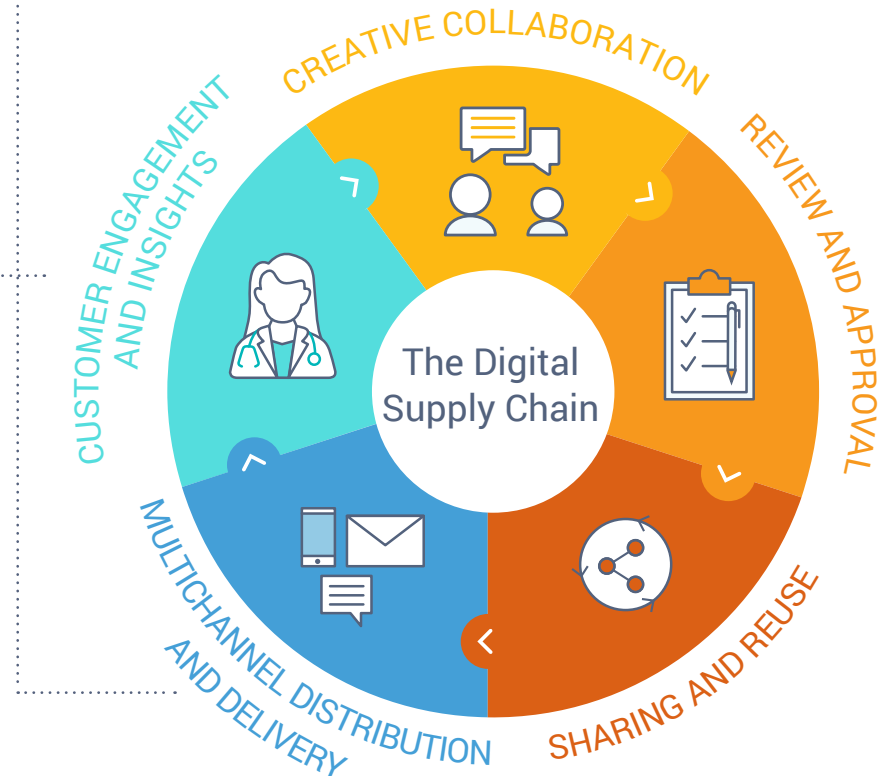 CREATIVE COLLABORATION
REVIEW AND APPROVAL
SHARING AND REUSE
MULTICHANNEL DISTRIBUTION
AND DELIVERY
CUSTOMER ENGAGEMENT
AND INSIGHTS
The Digital
Supply Chain